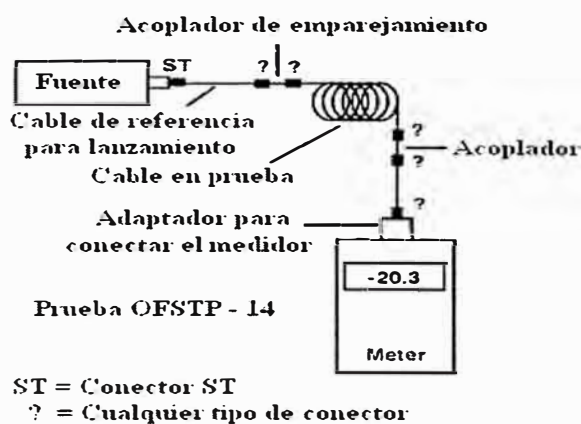 Acoplador de emparejamiento
ST
?
?
Fuente
Cable de referencia
para lanzamiento
Cable en prueba
?
Acoplador
?
?
Adaptador para
conectar el medidor
-20.3
Prueba OFSTP - 14
Meter
ST = Conector ST
? = Cualquier tipo de conector